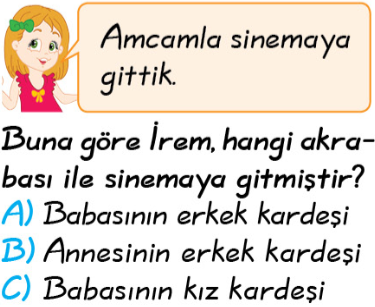 Amcamla sinemaya
gittik.
Buna göre İrem, hangi akra-
bası ile sinemaya gitmiştir?
A) Babasının erkek kardeşi
B) Annesinin erkek kardeşi
C) Babasının kız kardeşi